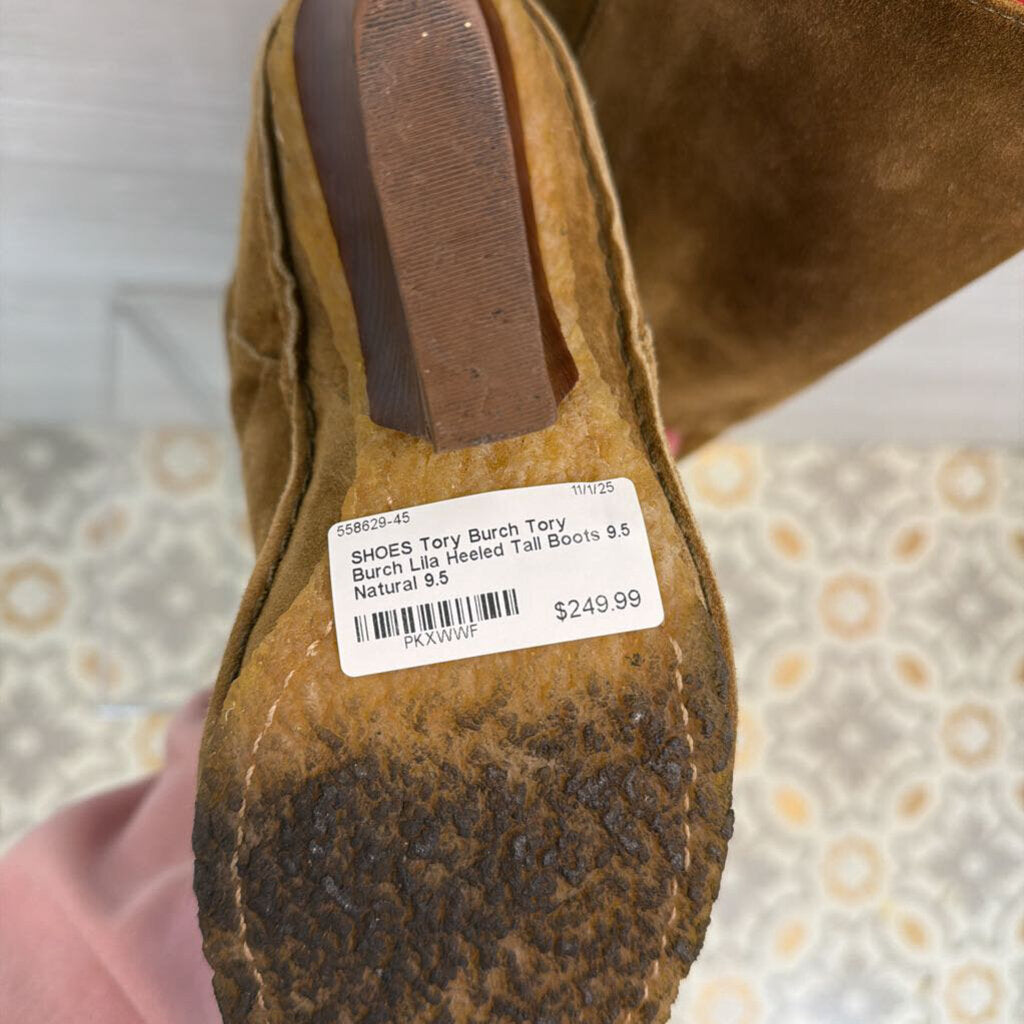 558629-45 11/1/25
SHOES Tory Burch Tory
Burch Lila Heeled Tall Boots 9.5
Natural 9.5
$249.99
PKXWWF